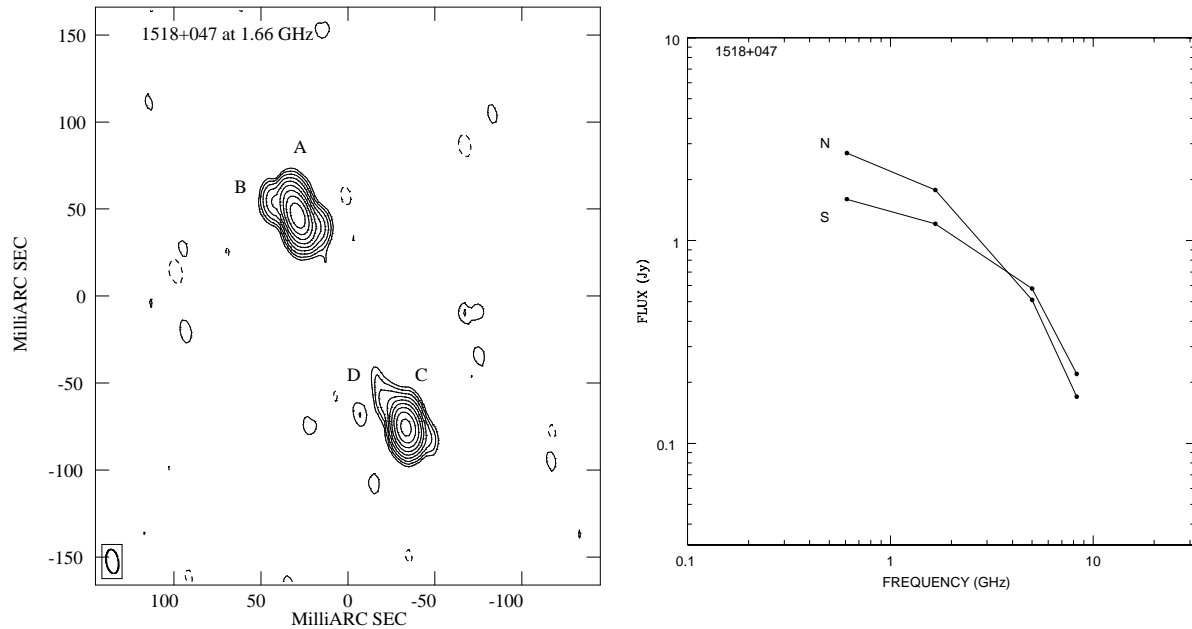 1518+047 at 1.66 GHz
A
B
D
C
MilliARC SEC
150
100
50
0
-50
-100
-150
100
50
0
-50
-100
MilliARC SEC
1518+047
N
S
FLUX (Jy)
10
1
0.1
0.1
1
10
FREQUENCY (GHz)